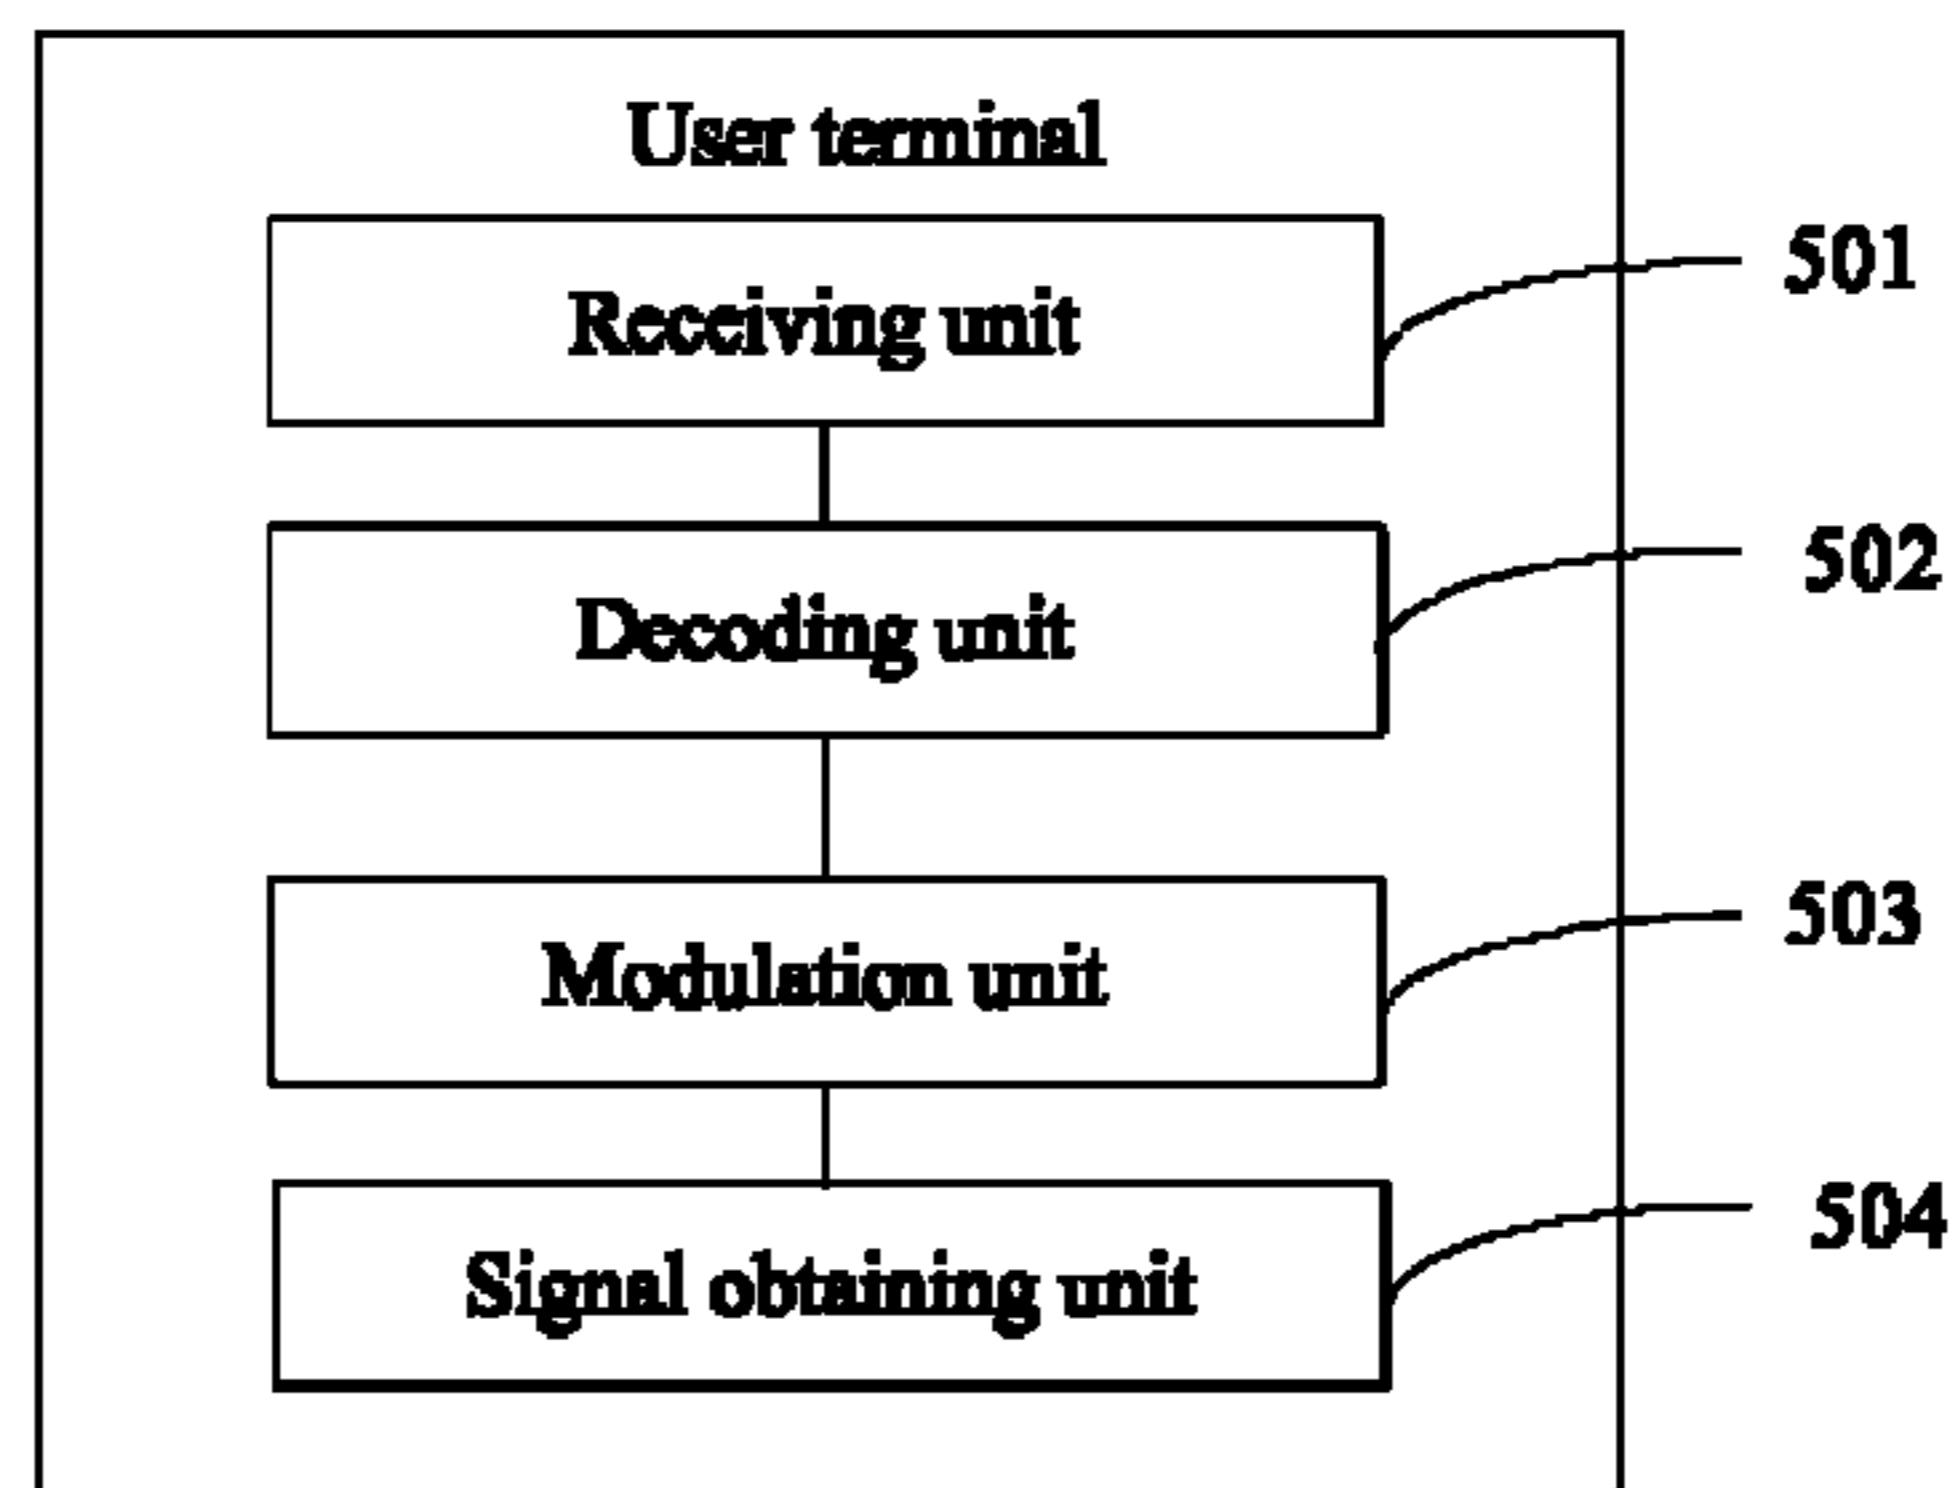 User terminal
Receiving unit
501
Decoding unit
502
Modulation unit
503
Signal obtaining unit
504